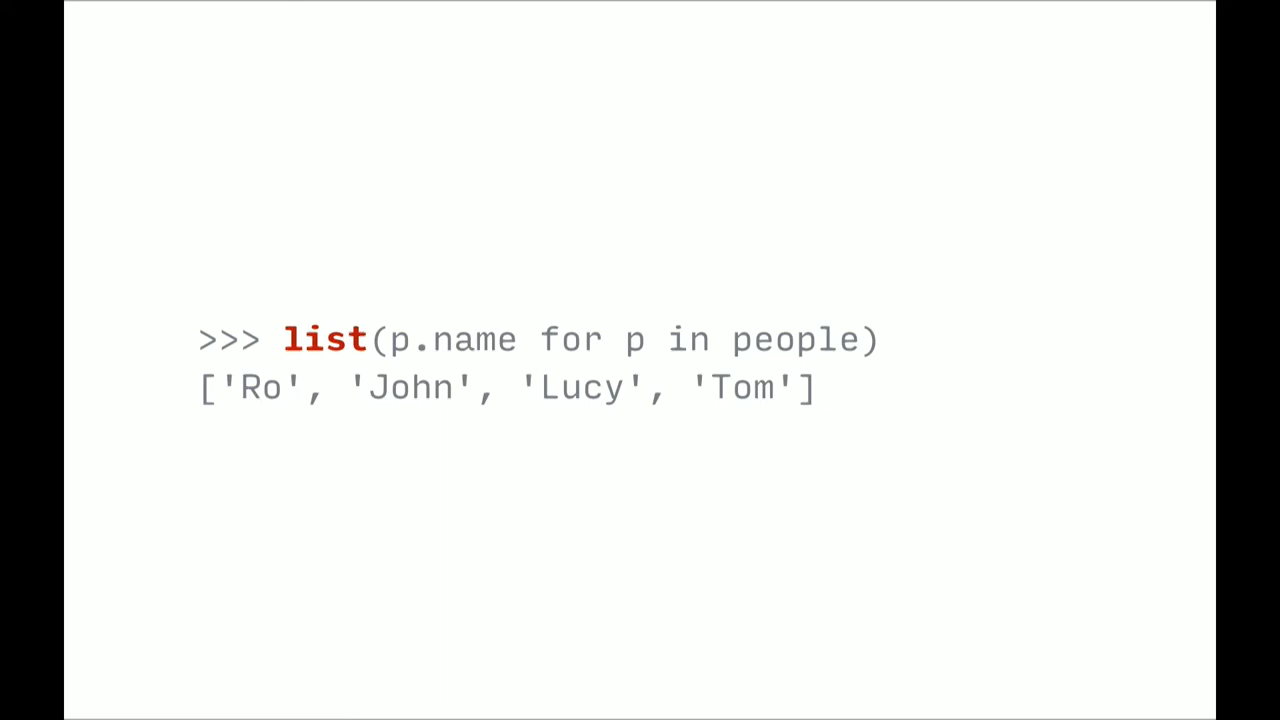 >>> list(p.name for p in people)
['Ro', 'John', 'Lucy', 'Tom']